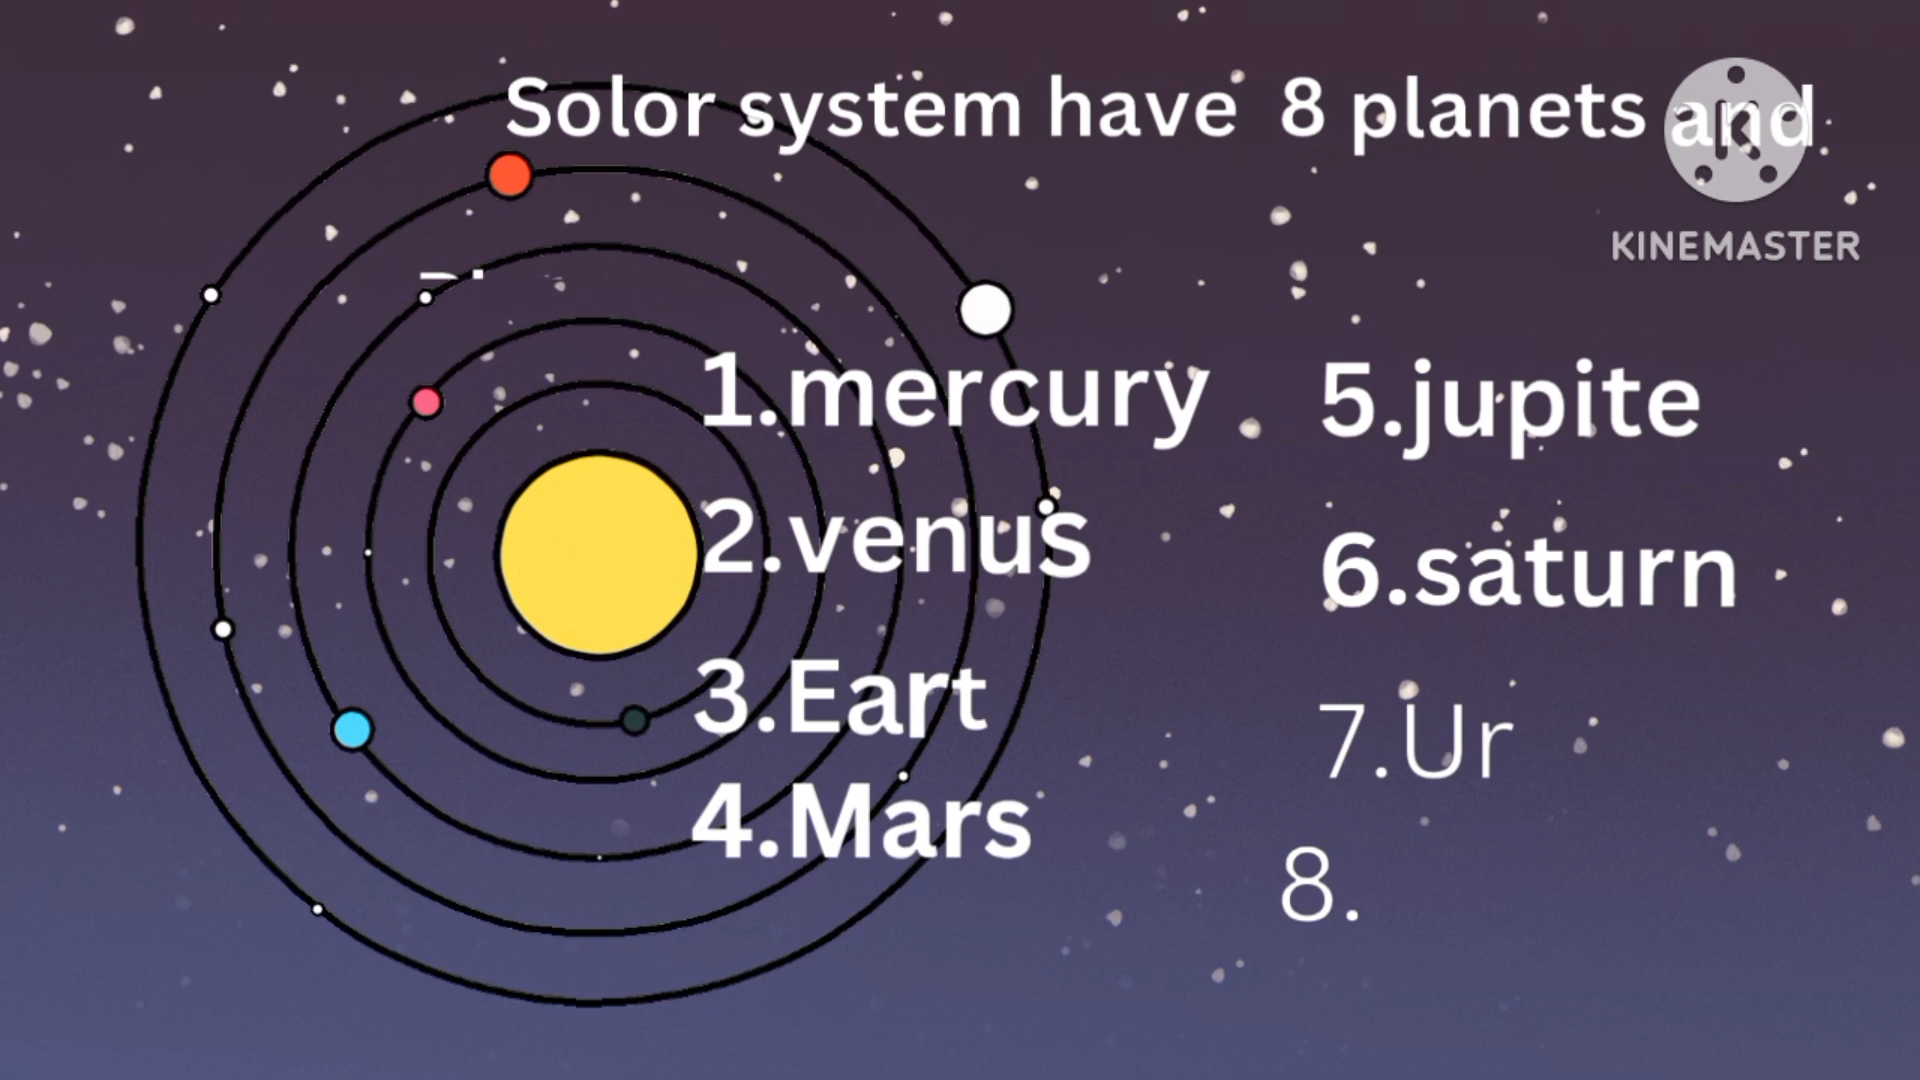 Solor system have 8 planets and
KINEMASTER
1.mercury
2.venus
3.Eart
4.Mars
5.jupite
6.saturn
7.Ur
8.